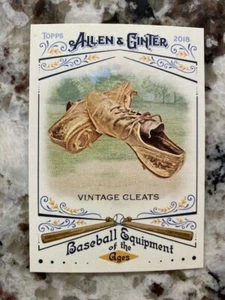 TOPPS ALLEN & GINTER 2018
VINTAGE CLEATS
Baseball Equipment
of the
Ages